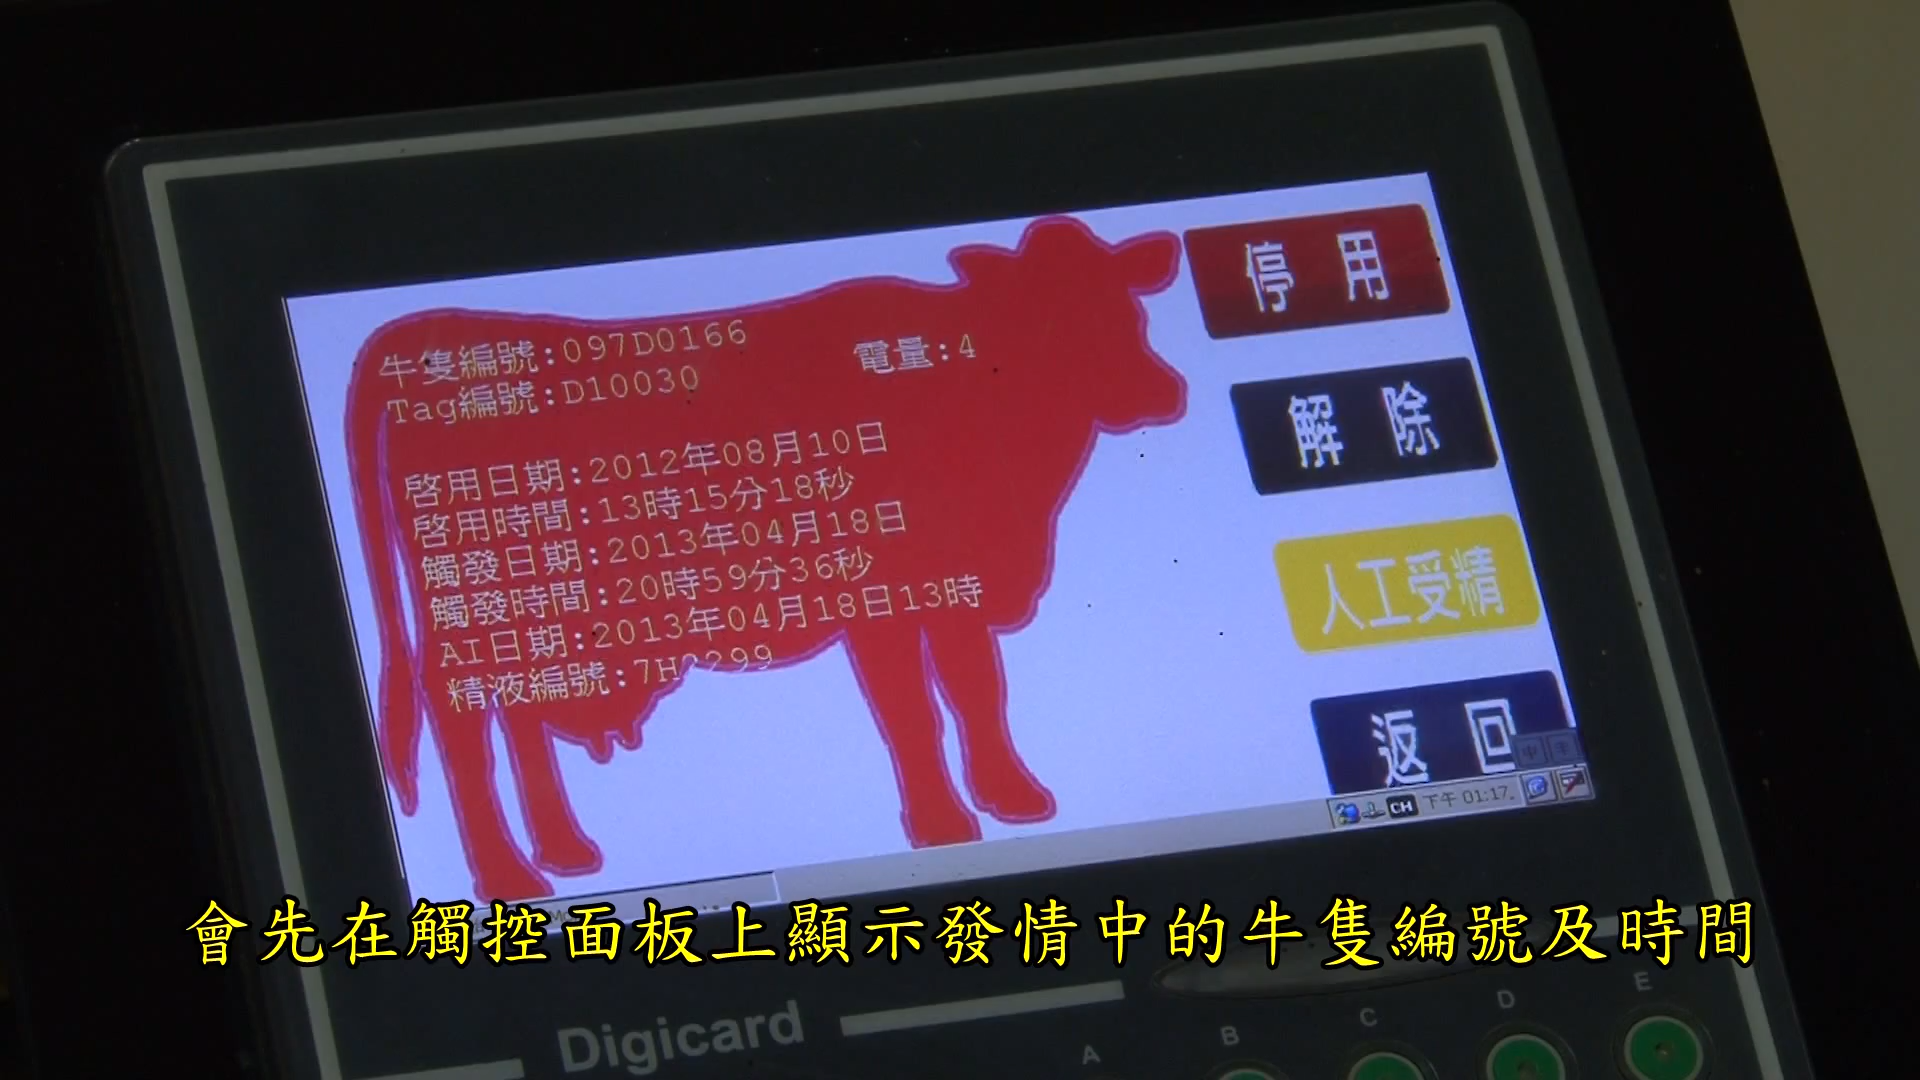 牛隻編號:097D0166
電量:4
Tag編號:D10030
啓用日期:2012年08月10日
啓用時間:13時15分18秒
觸發日期:2013年04月18日
觸發時間:20時59分36秒
AI日期:2013年04月18日13時
精液編號:
停 用
解 除
人工受精
返 回
CH 下午 01:17
會先在觸控面板上顯示發情中的牛隻編號及時間
Digicard
A B C D E